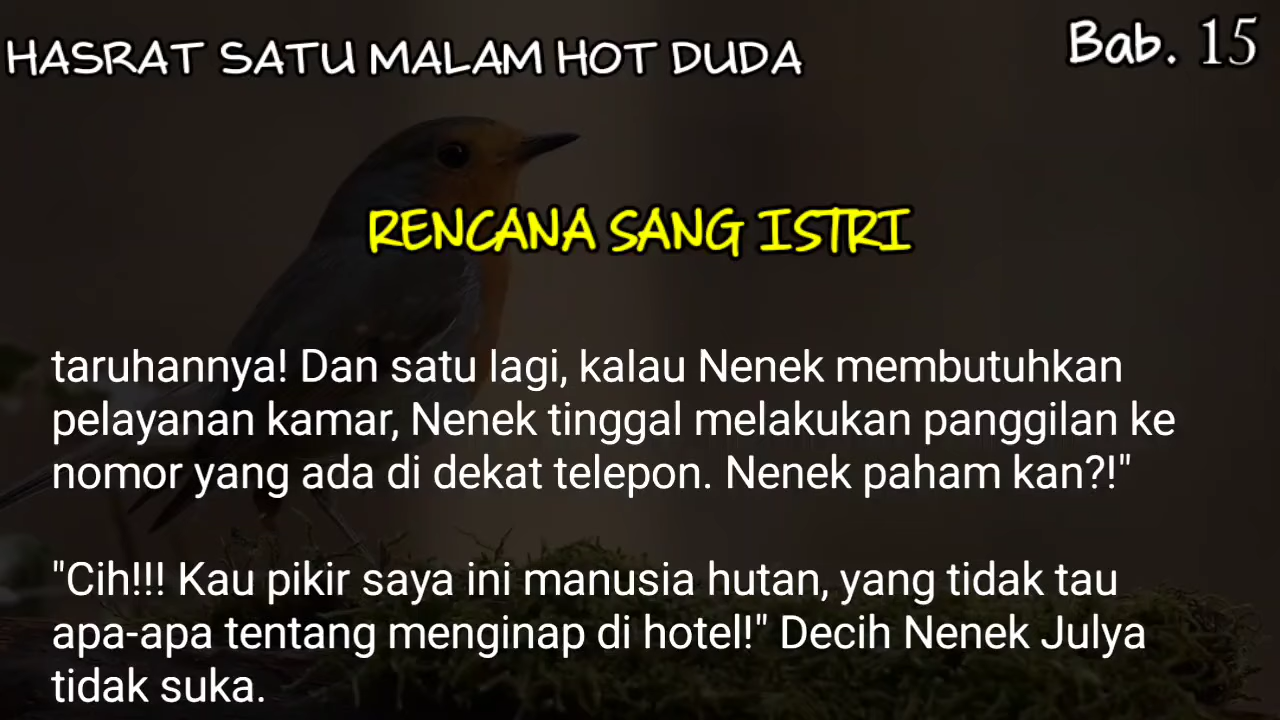 HASRAT SATU MALAM HOT DUDA
Bab. 15
RENCANA SANG ISTRI
taruhannya! Dan satu lagi, kalau Nenek membutuhkan
pelayanan kamar, Nenek tinggal melakukan panggilan ke
nomor yang ada di dekat telepon. Nenek paham kan?!"
"Cih!!! Kau pikir saya ini manusia hutan, yang tidak tau
apa-apa tentang menginap di hotel!" Decih Nenek Julya
tidak suka.